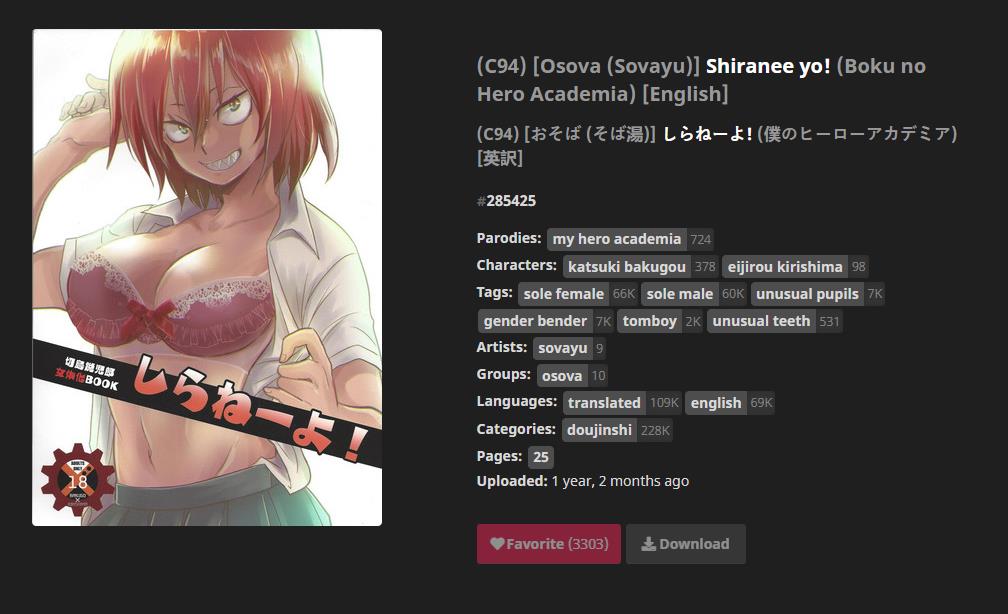 切島鋭児郎
女体化BOOK
しらねーよ!
ADULTS
ONLY
18
BAKUGO
×
(C94) [Osova (Sovayu)] Shiranee yo! (Boku no
Hero Academia) [English]
(C94) [おそば (そば湯)] しらねーよ! (僕のヒーローアカデミア)
[英訳]
#285425
Parodies: my hero academia 724
Characters: katsuki bakugou 378 eijirou kirishima 98
Tags: sole female 66K sole male 60K unusual pupils 7K
gender bender 7K tomboy 2K unusual teeth 531
Artists: sovayu 9
Groups: osova 10
Languages: translated 109K english 69K
Categories: doujinshi 228K
Pages: 25
Uploaded: 1 year, 2 months ago
Favorite (3303) Download